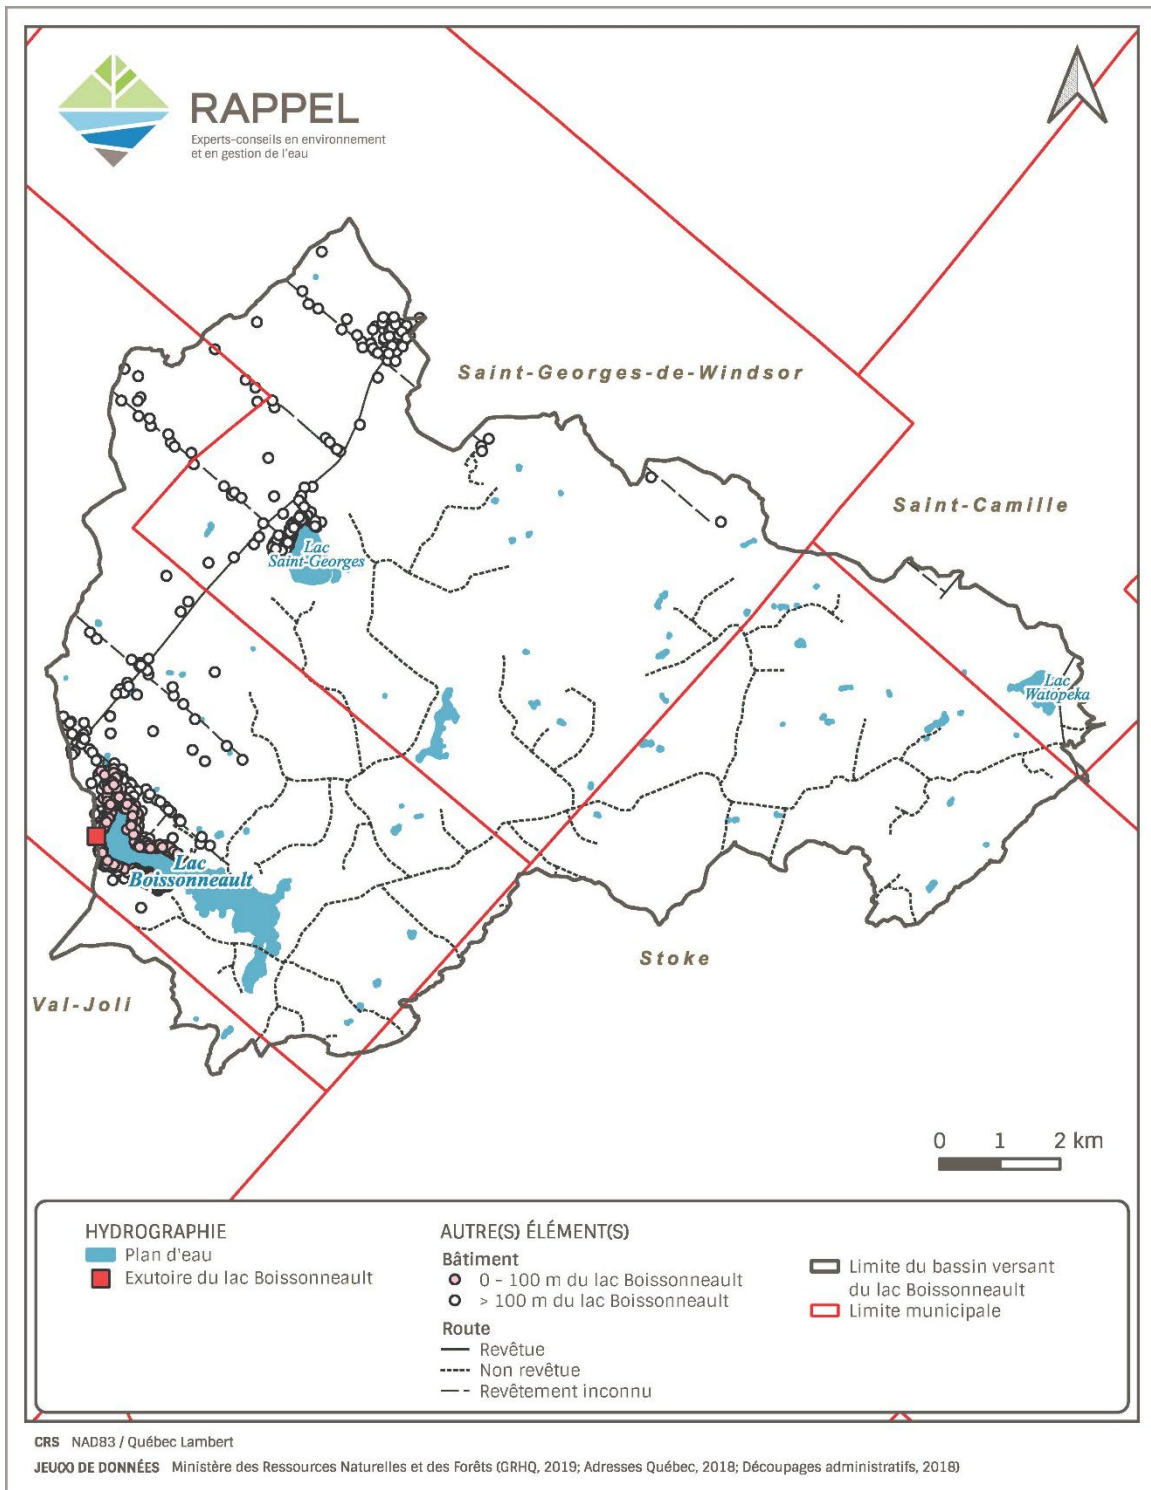 RAPPEL
Experts-conseils en environnement
et en gestion de l'eau
Saint-Georges-de-Windsor
Saint-Camille
Lac
Saint-Georges
Lac
Watopeka
Lac
Boissonneault
Stoke
Val-Joli
0 1 2 km
HYDROGRAPHIE
Plan d'eau
Exutoire du lac Boissonneault
AUTRE(S) ÉLÉMENT(S)
Bâtiment
0 - 100 m du lac Boissonneault
> 100 m du lac Boissonneault
Route
Revêtue
Non revêtue
Revêtement inconnu
Limite du bassin versant
du lac Boissonneault
Limite municipale
CRS NAD83 / Québec Lambert
JEU(X) DE DONNÉES Ministère des Ressources Naturelles et des Forêts (GRHQ, 2019; Adresses Québec, 2018; Découpages administratifs, 2018)